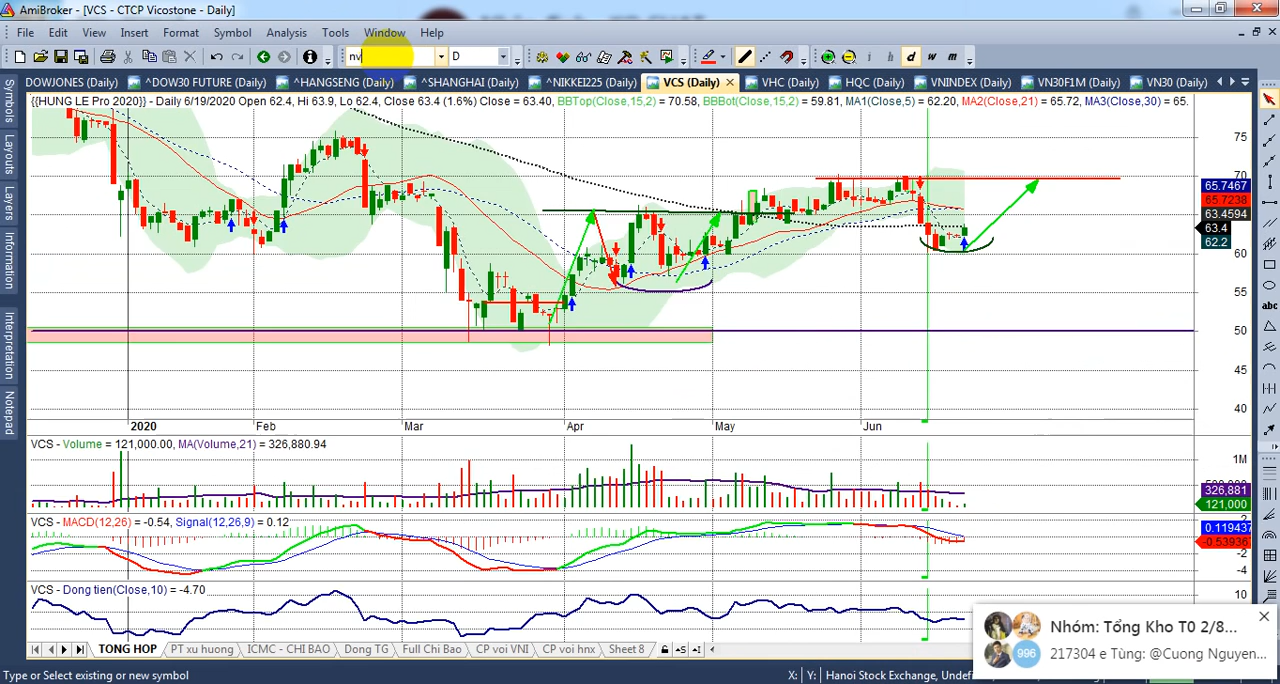 AmiBroker - [VCS - CTCP Vicostone - Daily]
File Edit View Insert Format Symbol Analysis Tools Window Help
nv D i h d w m
DOWJONES (Daily) ^DOW30 FUTURE (Daily) ^HANGSENG (Daily) ^SHANGHAI (Daily) ^NIKKEI225 (Daily) VCS (Daily) VHC (Daily) HQC (Daily) VNINDEX (Daily) VN30F1M (Daily) VN30 (Daily)
{{HUNG LE Pro 2020}} - Daily 6/19/2020 Open 62.4, Hi 63.9, Lo 62.4, Close 63.4 (1.6%) Close = 63.40, BBTop(Close,15,2) = 70.58, BBBot(Close,15,2) = 59.81, MA1(Close,5) = 62.20, MA2(Close,21) = 65.72, MA3(Close,30) = 65.
Symbols
Layouts
Layers
Information
Interpretation
Notepad
75
70
65.7467
65.7238
63.4594
63.4
62.2
60
55
50
45
40
2020 Feb Mar Apr May Jun
VCS - Volume = 121,000.00, MA(Volume,21) = 326,880.94
1M
326,881
121,000
VCS - MACD(12,26) = -0.54, Signal(12,26,9) = 0.12
2
0.119437
-0.53936
-2
-4
VCS - Dong tien(Close,10) = -4.70
10
abc
TONG HOP PT xu huong ICMC - CHI BAO Dong TG Full Chi Bao CP voi VNI CP voi hnx Sheet 8
Nhóm: Tổng Kho T0 2/8...
996 217304 e Tùng: @Cuong Nguyen...
Type or Select existing or new symbol X: Y: Hanoi Stock Exchange, Undef